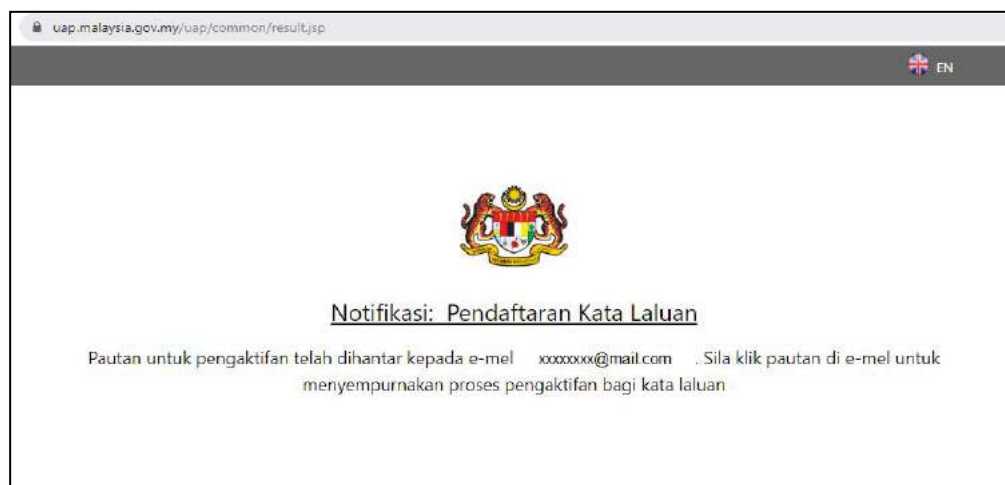 uap.malaysia.gov.my/uap/common/result.jsp
EN
Notifikasi: Pendaftaran Kata Laluan
Pautan untuk pengaktifan telah dihantar kepada e-mel xxxxxxxx@mail.com . Sila klik pautan di e-mel untuk
menyempurnakan proses pengaktifan bagi kata laluan